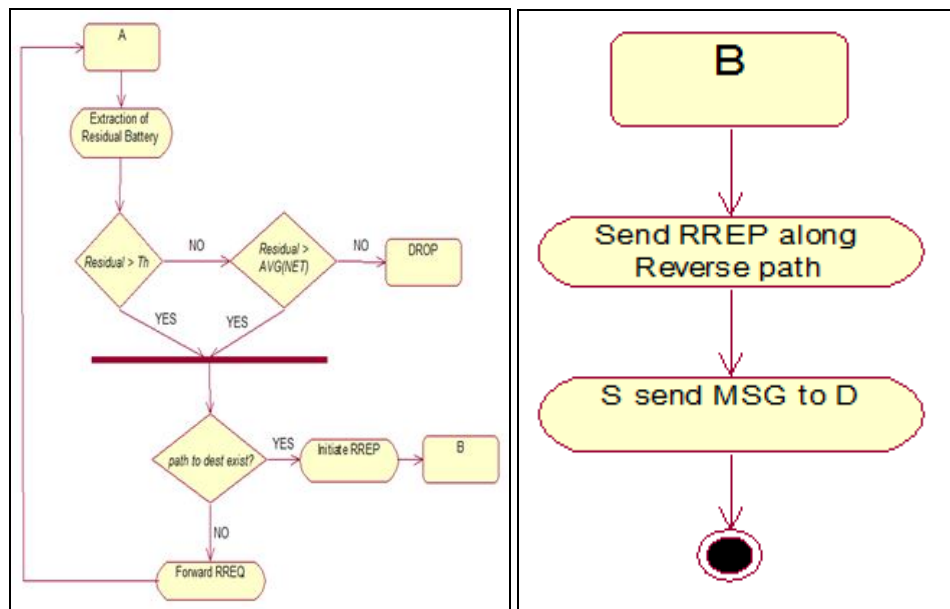 A
Extraction of
Residual Battery
Residual > Th
NO
Residual >
AVG(NET)
NO
DROP
YES
YES
path to dest exist?
YES
Initiate RREP
B
NO
Forward RREQ
B
Send RREP along
Reverse path
S send MSG to D